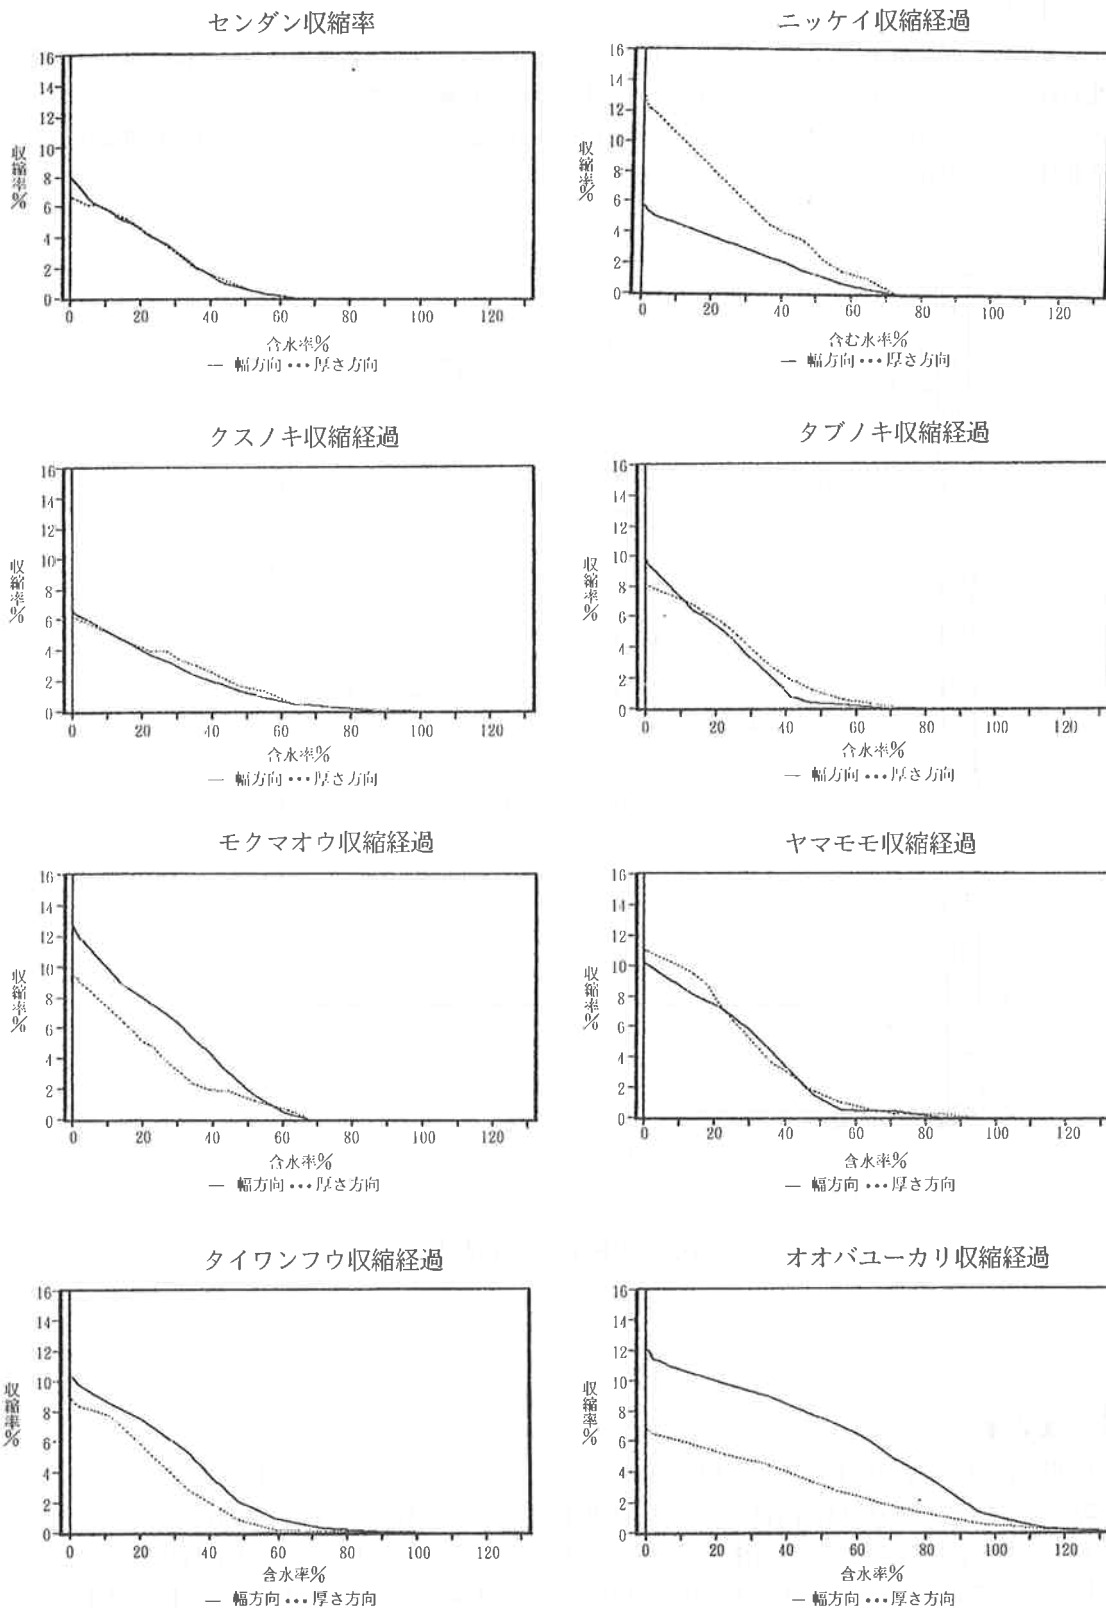 センダン収縮率
16
14
12
10
8
6
4
2
0
収縮率%
0 20 40 60 80 100 120
含水率%
― 幅方向 ••• 厚さ方向
ニッケイ収縮経過
16
14
12
10
8
6
4
2
0
収縮率%
0 20 40 60 80 100 120
含む水率%
― 幅方向 ••• 厚さ方向
クスノキ収縮経過
16
14
12
10
8
6
4
2
0
収縮率%
0 20 40 60 80 100 120
含水率%
― 幅方向 ••• 厚さ方向
タブノキ収縮経過
16
14
12
10
8
6
4
2
0
収縮率%
0 20 40 60 80 100 120
含水率%
― 幅方向 ••• 厚さ方向
モクマオウ収縮経過
16
14
12
10
8
6
4
2
0
収縮率%
0 20 40 60 80 100 120
含水率%
― 幅方向 ••• 厚さ方向
ヤマモモ収縮経過
16
14
12
10
8
6
4
2
0
収縮率%
0 20 40 60 80 100 120
含水率%
― 幅方向 ••• 厚さ方向
タイワンフウ収縮経過
16
14
12
10
8
6
4
2
0
収縮率%
0 20 40 60 80 100 120
含水率%
― 幅方向 ••• 厚さ方向
オオバユーカリ収縮経過
16
14
12
10
8
6
4
2
0
収縮率%
0 20 40 60 80 100 120
含水率%
― 幅方向 ••• 厚さ方向